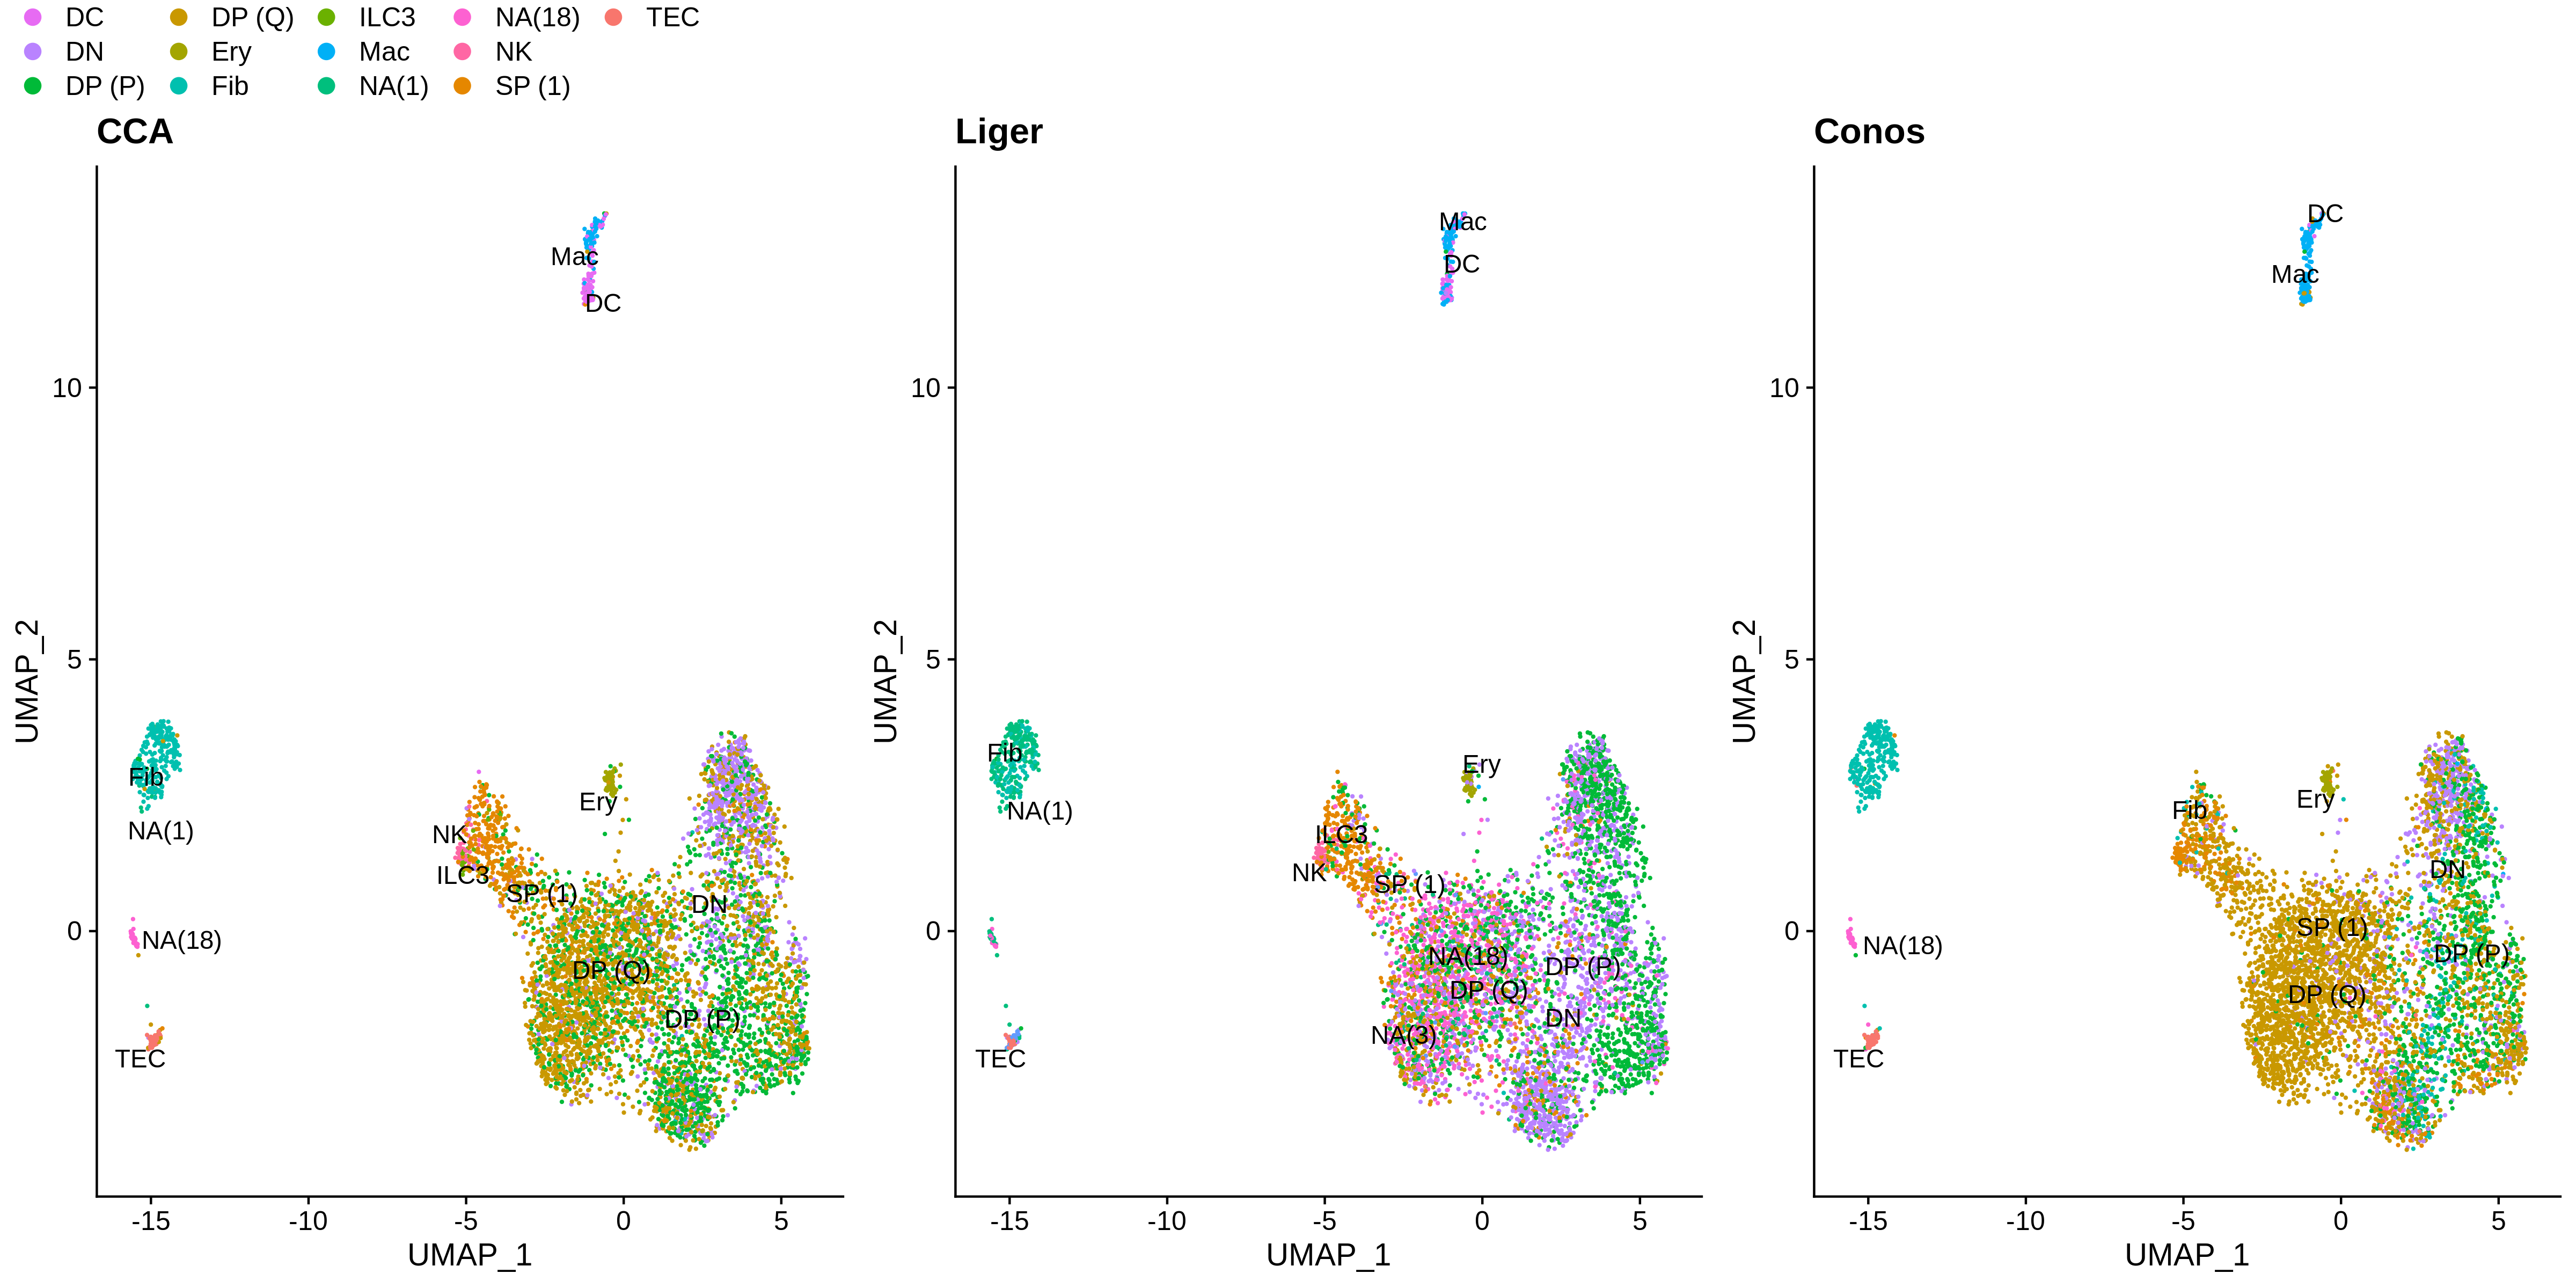 DC DP (Q) ILC3 NA(18) TEC
DN Ery Mac NK
DP (P) Fib NA(1) SP (1)
CCA
Mac
DC
10
5
0
Fib
NA(1)
NK
ILC3
SP (1)
Ery
DN
NA(18)
DP (Q)
DP (P)
TEC
-15 -10 -5 0 5
UMAP_1
UMAP_2
Liger
Mac
DC
10
5
0
Fib
NA(1)
Ery
ILC3
NK
SP (1)
NA(18)
DP (P)
DP (Q)
DN
NA(3)
TEC
-15 -10 -5 0 5
UMAP_1
UMAP_2
Conos
DC
Mac
10
5
0
Fib
Ery
DN
SP (1)
NA(18)
DP (P)
DP (Q)
TEC
-15 -10 -5 0 5
UMAP_1
UMAP_2